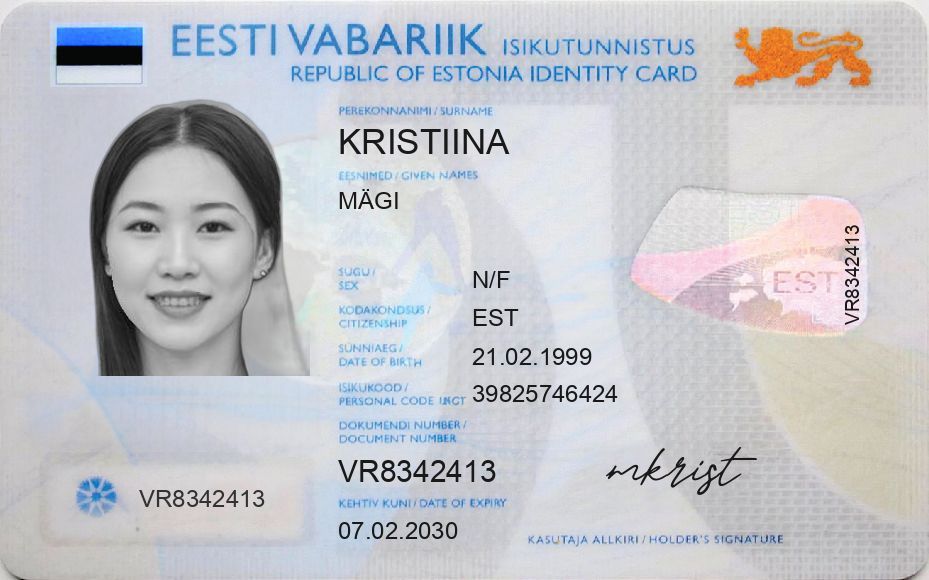 EESTI VABARIIK ISIKUTUNNISTUS
REPUBLIC OF ESTONIA IDENTITY CARD
PEREKONNANIMI / SURNAME
KRISTIINA
EESNIMED / GIVEN NAMES
MÄGI
SUGU / N/F
SEX
KODAKONDSUS / EST
CITIZENSHIP
SÜNNIAEG / 21.02.1999
DATE OF BIRTH
ISIKUKOOD / 39825746424
PERSONAL CODE
DOKUMENDI NUMBER /
DOCUMENT NUMBER
VR8342413
KEHTIV KUNI / DATE OF EXPIRY
07.02.2030
VR8342413
EST
VR8342413
mkrist
KASUTAJA ALLKIRI / HOLDER'S SIGNATURE